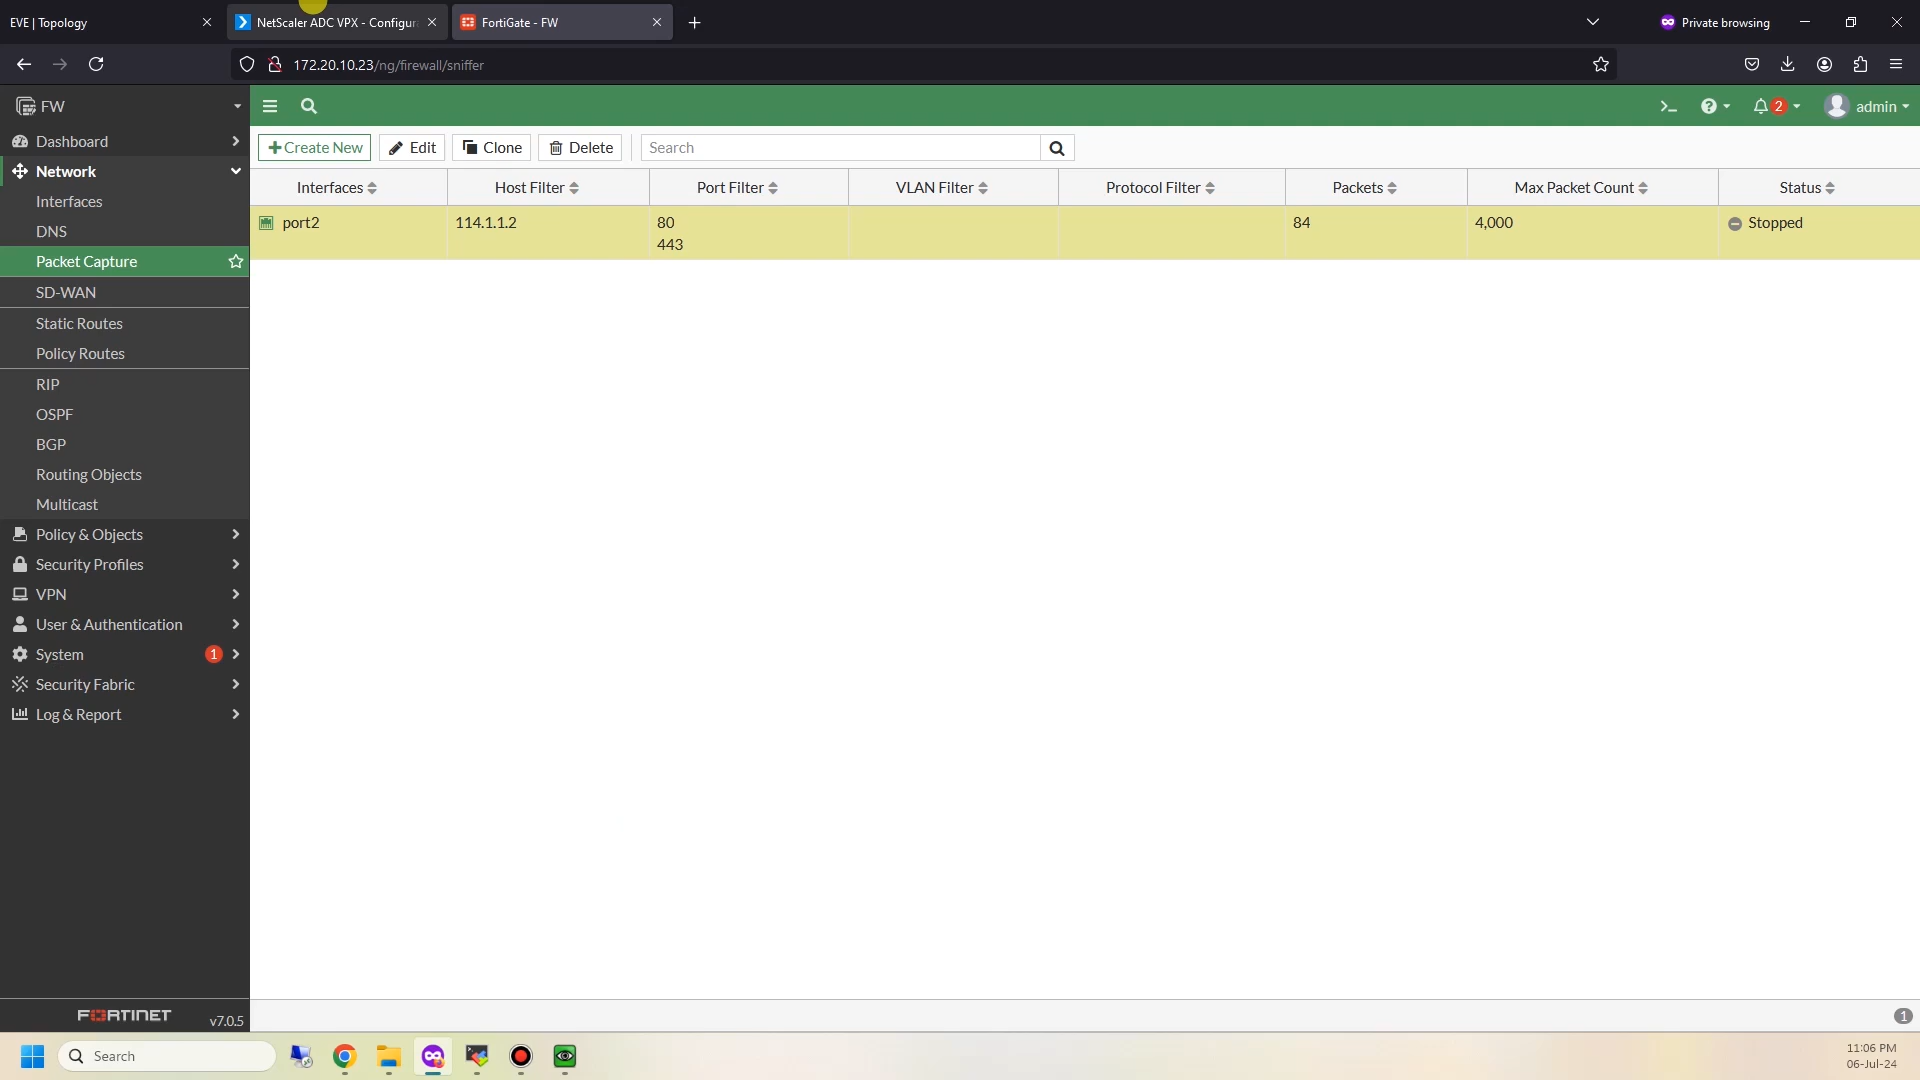 EVE | Topology
NetScaler ADC VPX - Configur
FortiGate - FW
Private browsing
172.20.10.23/ng/firewall/sniffer
FW
admin
2
Dashboard
Network
Interfaces
DNS
Packet Capture
SD-WAN
Static Routes
Policy Routes
RIP
OSPF
BGP
Routing Objects
Multicast
Policy & Objects
Security Profiles
VPN
User & Authentication
System 1
Security Fabric
Log & Report
FORTINET v7.0.5
+Create New Edit Clone Delete Search
Interfaces Host Filter Port Filter VLAN Filter Protocol Filter Packets Max Packet Count Status
port2 114.1.1.2 80 84 4,000 Stopped
443
1
Search
11:06 PM
06-Jul-24